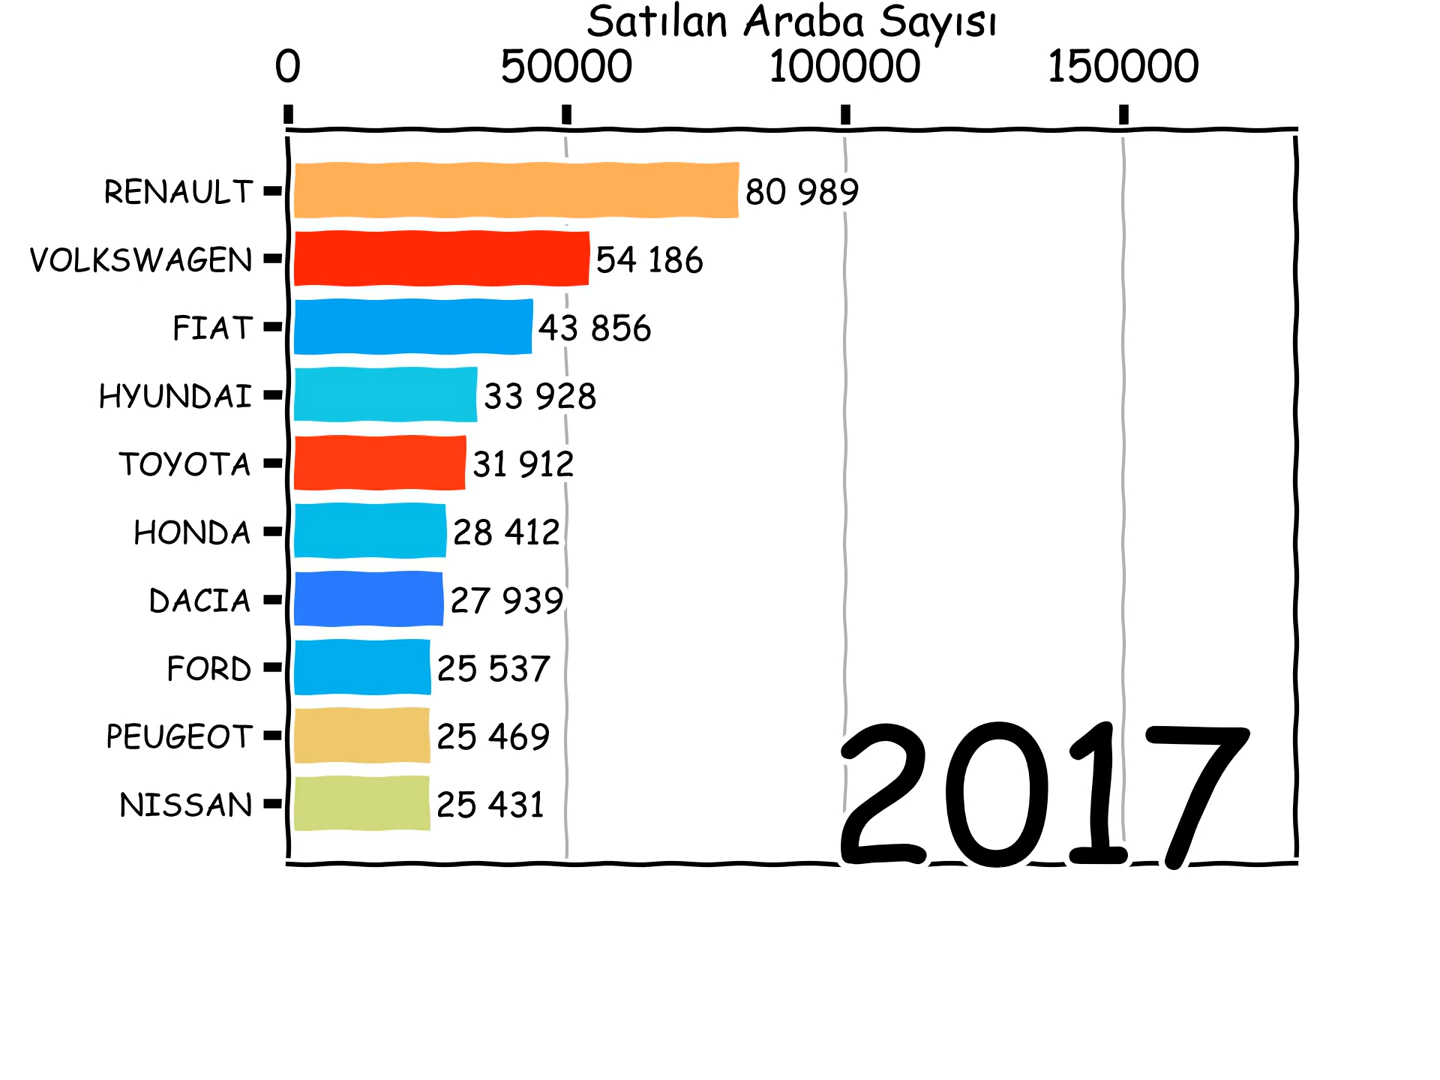 Satılan Araba Sayısı
0 50000 100000 150000
RENAULT 80 989
VOLKSWAGEN 54 186
FIAT 43 856
HYUNDAI 33 928
TOYOTA 31 912
HONDA 28 412
DACIA 27 939
FORD 25 537
PEUGEOT 25 469
NISSAN 25 431
2017